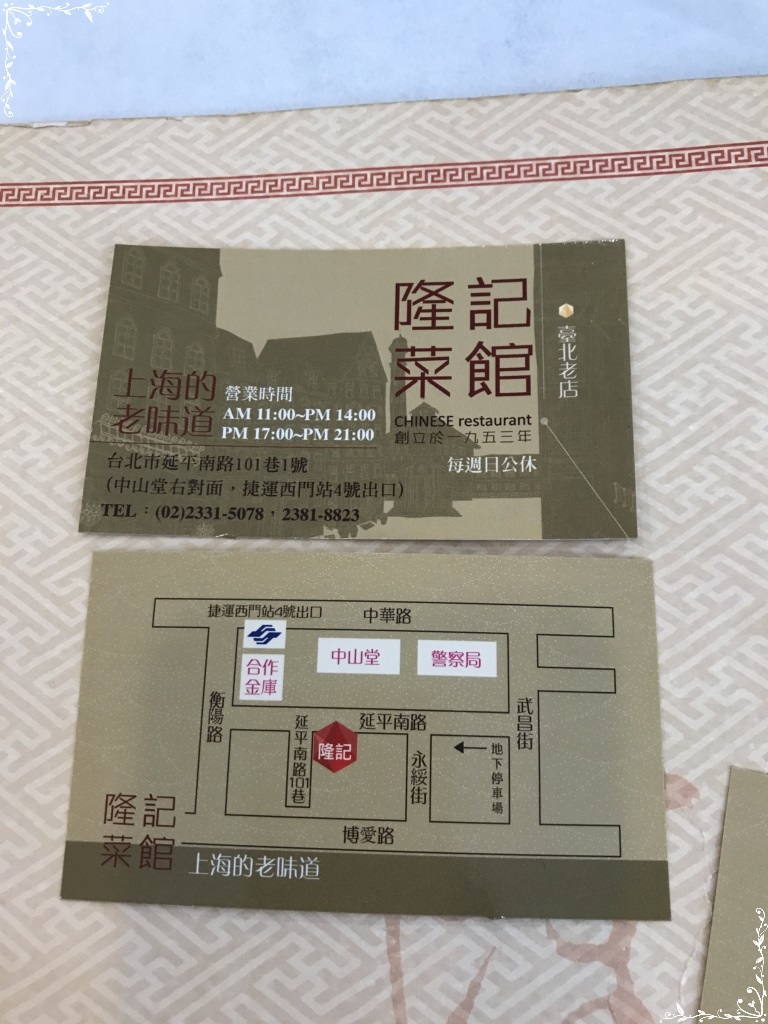 隆記
菜館
CHINESE restaurant
創立於一九五三年
每週日公休
臺北老店
上海的
老味道
營業時間
AM 11:00~PM 14:00
PM 17:00~PM 21:00
台北市延平南路101巷1號
(中山堂右對面，捷運西門站4號出口)
TEL：(02)2331-5078，2381-8823
捷運西門站4號出口
中華路
合作
金庫
中山堂
警察局
衡陽路
延平南路
武昌街
延平南路101巷
隆記
永綏街
地下停車場
博愛路
隆記
菜館
上海的老味道